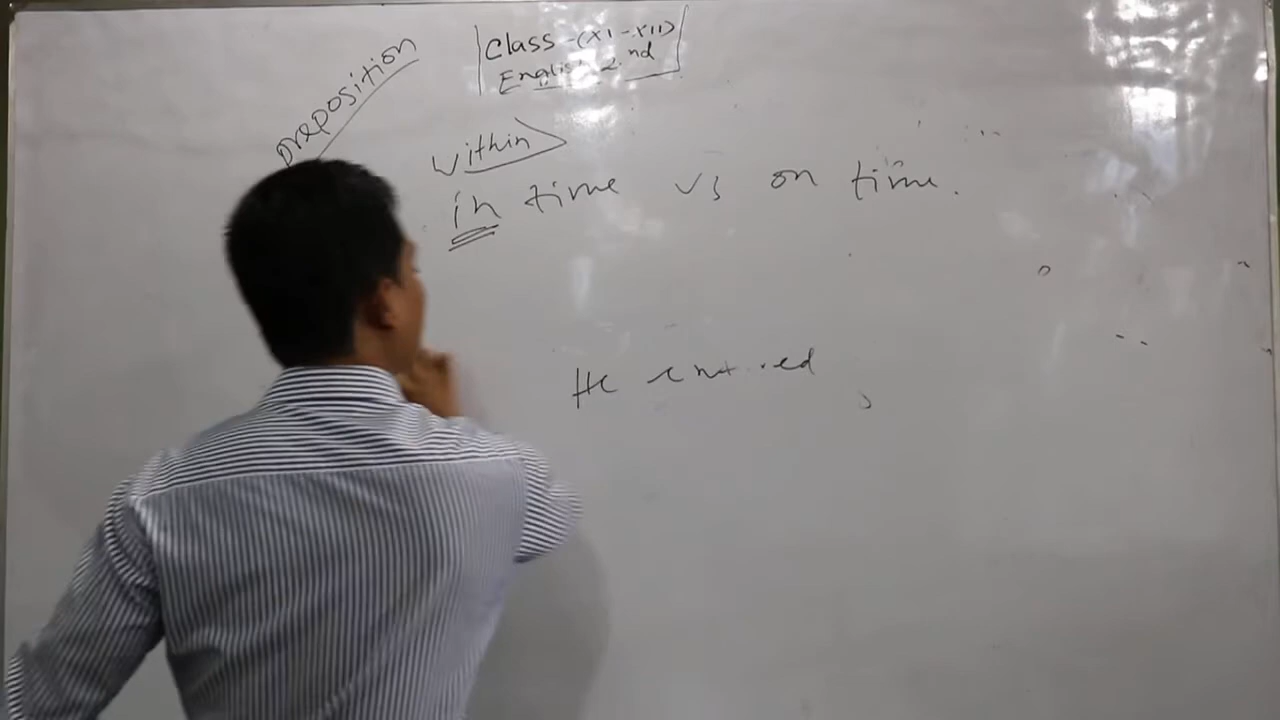 preposition
Class-(XI-XII)
English 2nd
within
in time vs on time.
He entered